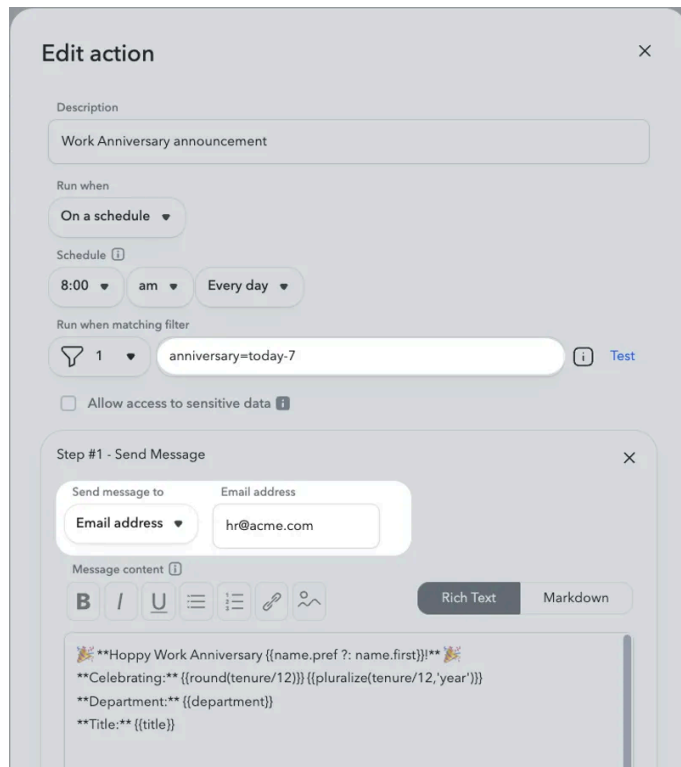 Edit action
Description
Work Anniversary announcement
Run when
On a schedule
Schedule
8:00 am Every day
Run when matching filter
1 anniversary=today-7 Test
Allow access to sensitive data
Step #1 - Send Message
Send message to Email address
Email address hr@acme.com
Message content
B I U Rich Text Markdown
🎉 **Hoppy Work Anniversary {{name.pref ?: name.first}}!** 🎉
**Celebrating:** {{round(tenure/12)}} {{pluralize(tenure/12,'year')}}
**Department:** {{department}}
**Title:** {{title}}